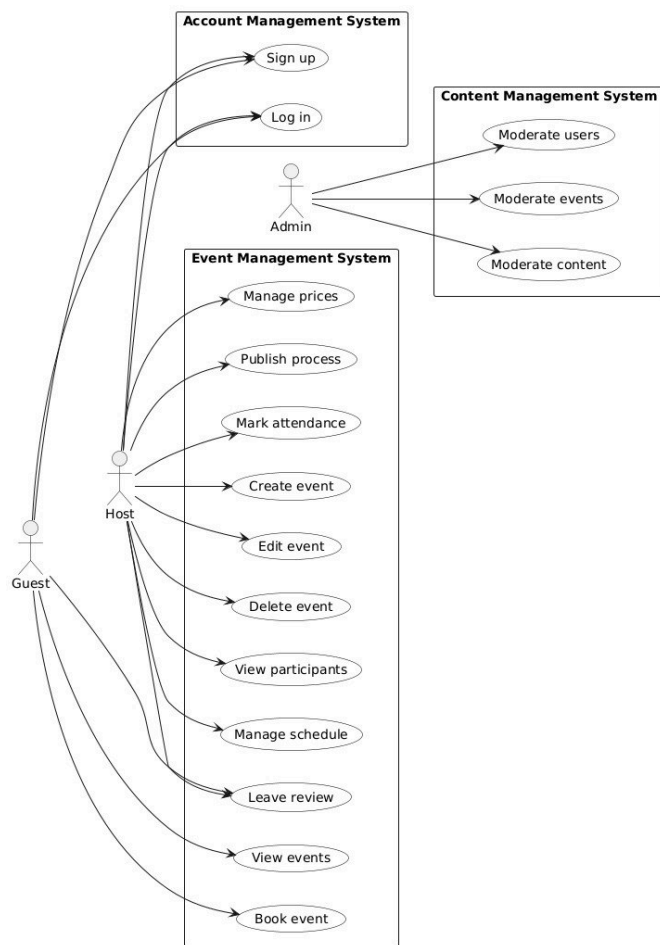 Account Management System
Sign up
Log in
Content Management System
Moderate users
Moderate events
Moderate content
Admin
Event Management System
Manage prices
Publish process
Mark attendance
Create event
Edit event
Delete event
View participants
Manage schedule
Leave review
View events
Book event
Host
Guest